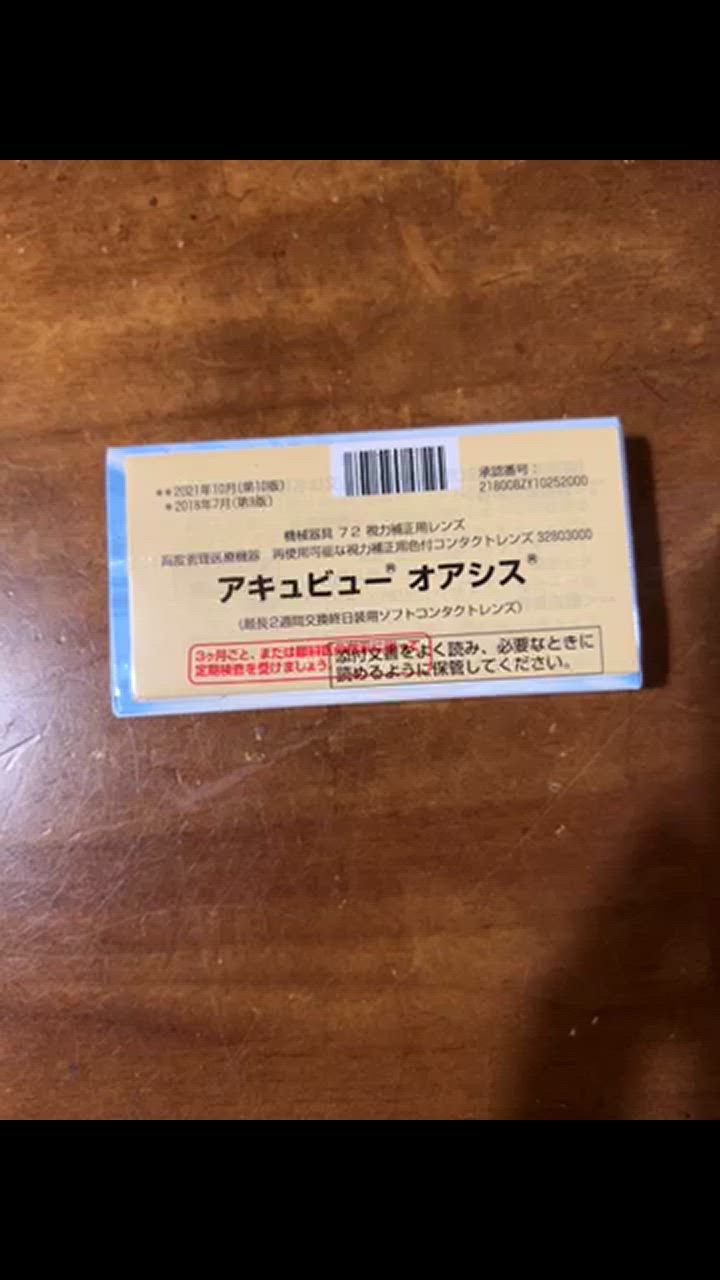 **2021年10月(第10版)
*2018年7月(第9版)
承認番号：
21800BZY10252000
機械器具 72 視力補正用レンズ
高度管理医療機器 再使用可能な視力補正用色付コンタクトレンズ 32803000
アキュビュー® オアシス®
(最長2週間交換終日装用ソフトコンタクトレンズ)
3ヶ月ごと、または眼科医
定期検査を受けましょう。
添付文書をよく読み、必要なときに
読めるように保管してください。